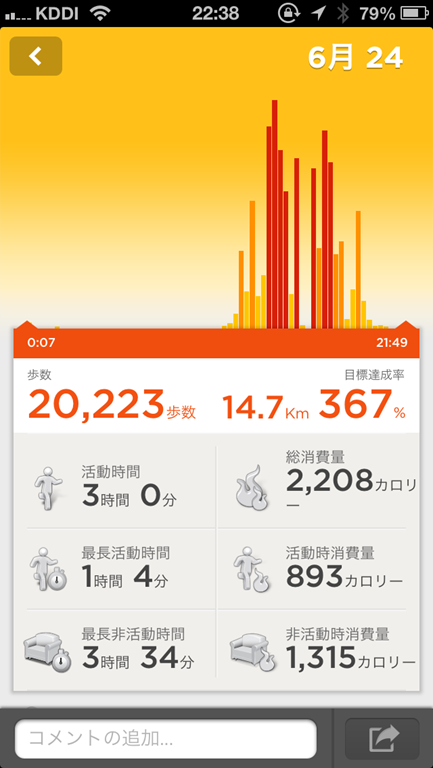 KDDI 22:38 79%
6月 24
0:07 21:49
歩数 目標達成率
20,223歩数 14.7Km 367%
活動時間
3時間 0分
総消費量
2,208カロリ
ー
最長活動時間
1時間 4分
活動時消費量
893カロリー
最長非活動時間
3時間 34分
非活動時消費量
1,315カロリー
コメントの追加...